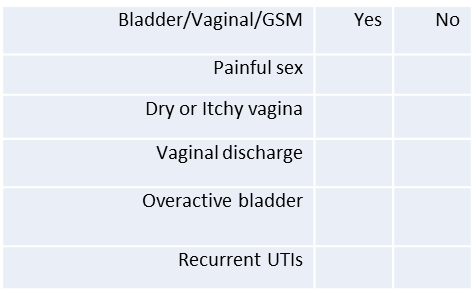 Bladder/Vaginal/GSM Yes No
Painful sex
Dry or Itchy vagina
Vaginal discharge
Overactive bladder
Recurrent UTIs